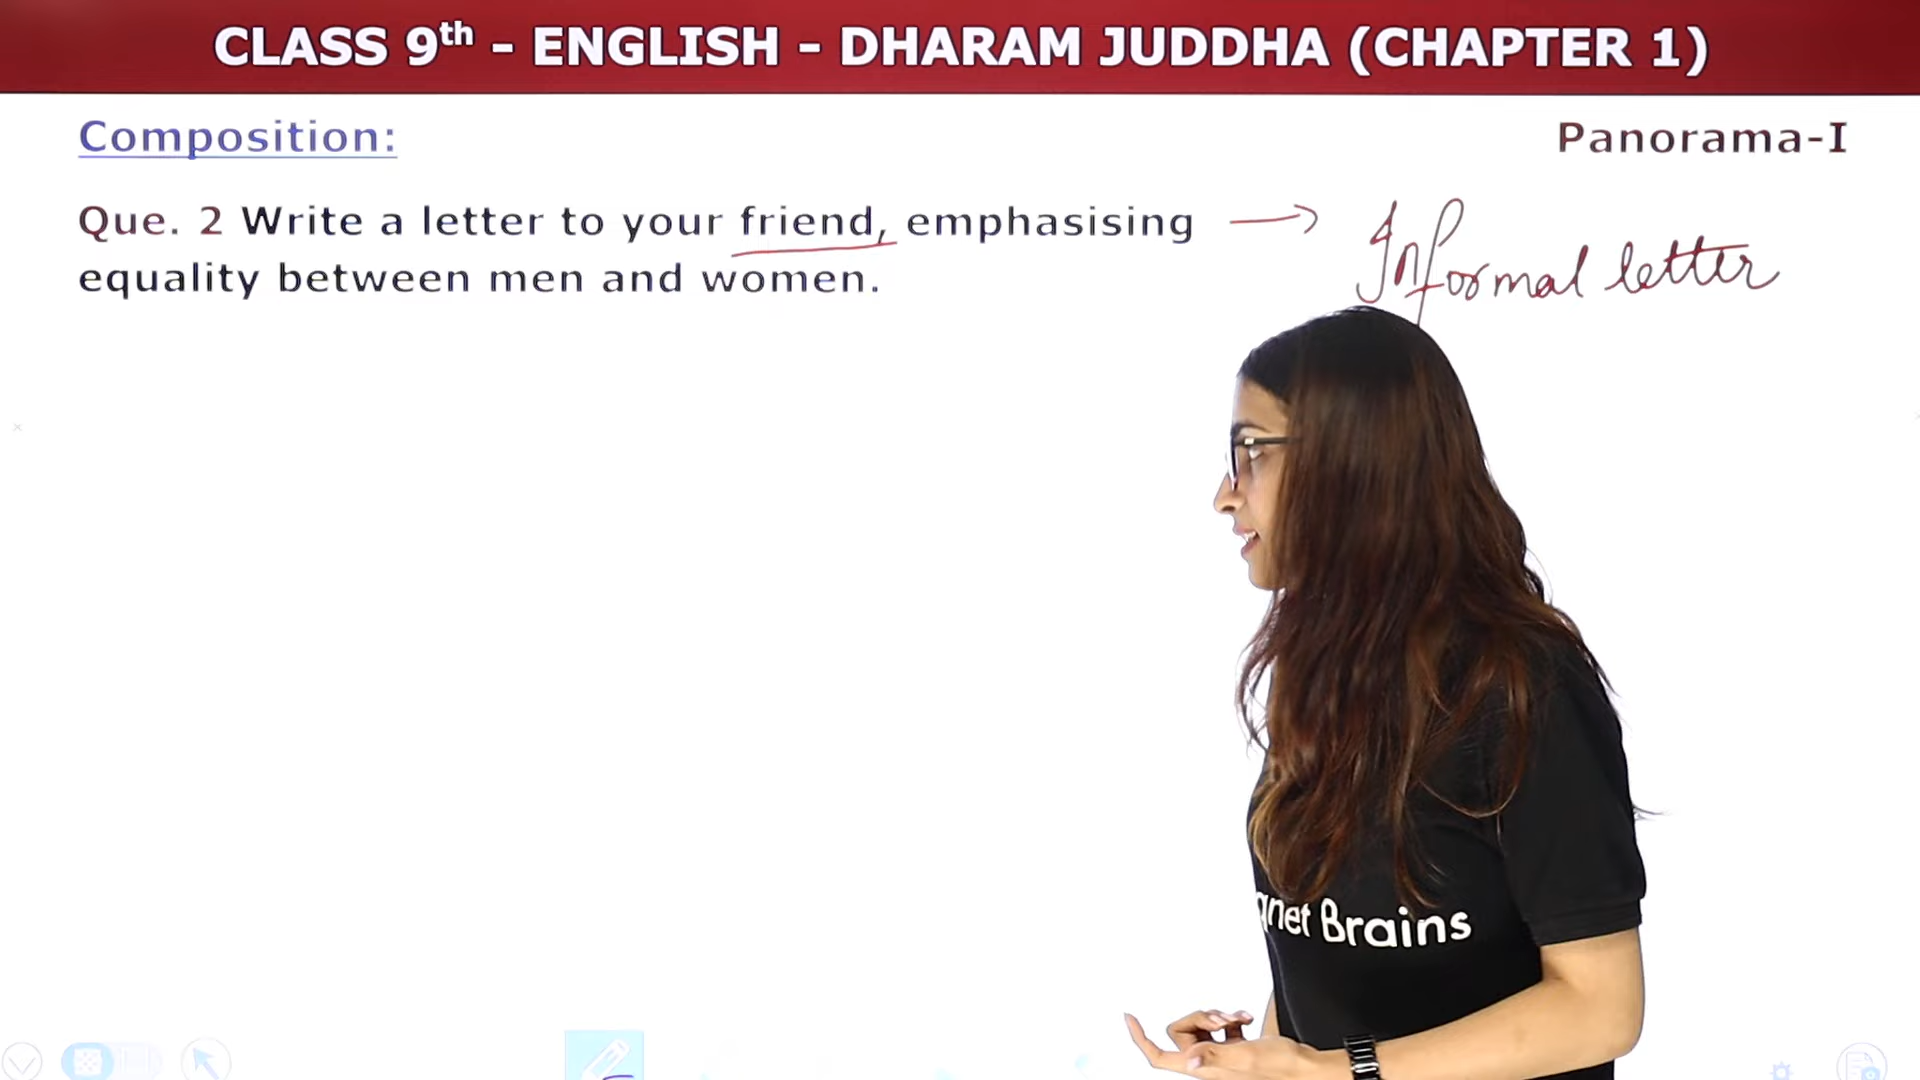 CLASS 9th - ENGLISH - DHARAM JUDDHA (CHAPTER 1)
Composition:
Panorama-I
Que. 2 Write a letter to your friend, emphasising
equality between men and women.
Informal letter
Brains